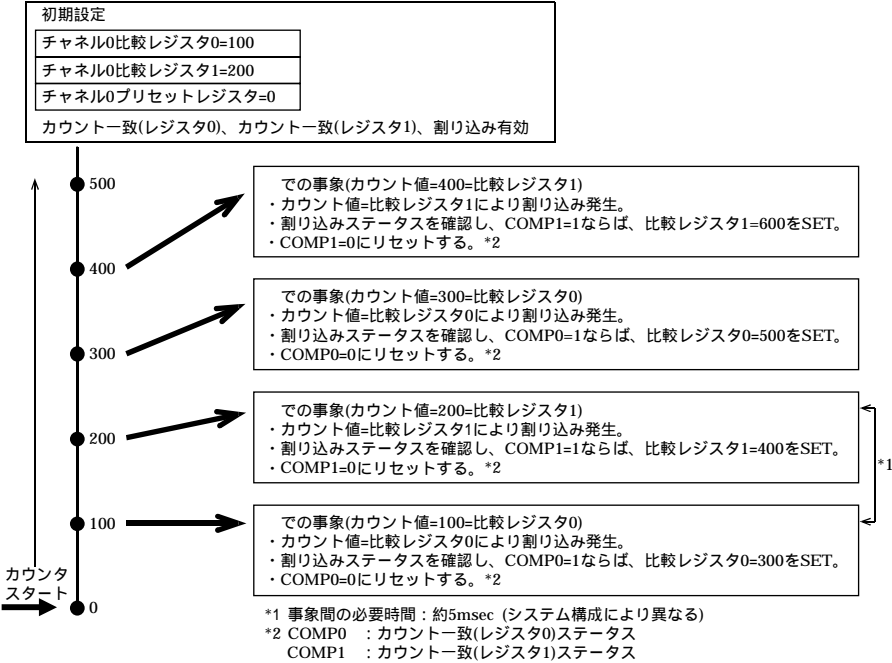 初期設定
チャネル0比較レジスタ0=100
チャネル0比較レジスタ1=200
チャネル0プリセットレジスタ=0
カウント一致(レジスタ0)、カウント一致(レジスタ1)、割り込み有効
500
での事象(カウント値=400=比較レジスタ1)
・カウント値=比較レジスタ1により割り込み発生。
・割り込みステータスを確認し、COMP1=1ならば、比較レジスタ1=600をSET。
・COMP1=0にリセットする。*2
400
での事象(カウント値=300=比較レジスタ0)
・カウント値=比較レジスタ0により割り込み発生。
・割り込みステータスを確認し、COMP0=1ならば、比較レジスタ0=500をSET。
・COMP0=0にリセットする。*2
300
での事象(カウント値=200=比較レジスタ1)
・カウント値=比較レジスタ1により割り込み発生。
・割り込みステータスを確認し、COMP1=1ならば、比較レジスタ1=400をSET。
・COMP1=0にリセットする。*2
200
*1
100
での事象(カウント値=100=比較レジスタ0)
・カウント値=比較レジスタ0により割り込み発生。
・割り込みステータスを確認し、COMP0=1ならば、比較レジスタ0=300をSET。
・COMP0=0にリセットする。*2
カウンタ
スタート
0
*1 事象間の必要時間：約5msec (システム構成により異なる)
*2 COMP0 ：カウント一致(レジスタ0)ステータス
COMP1 ：カウント一致(レジスタ1)ステータス